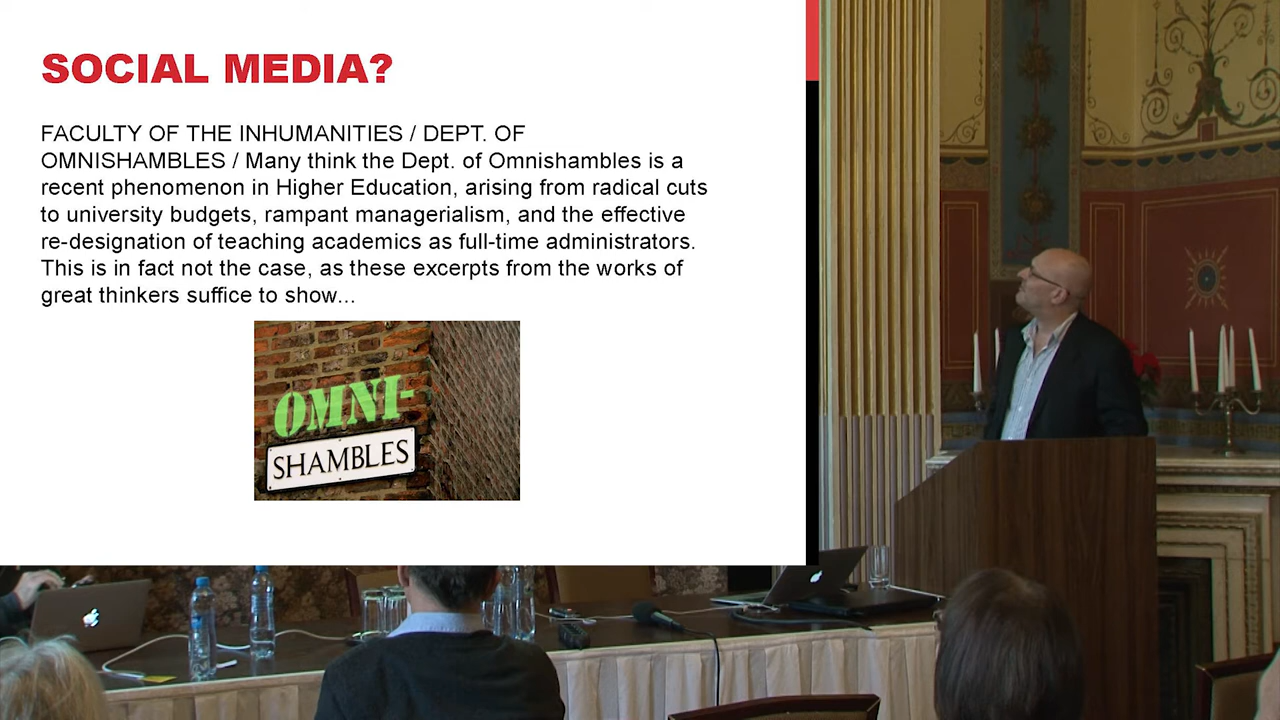 SOCIAL MEDIA?
FACULTY OF THE INHUMANITIES / DEPT. OF
OMNISHAMBLES / Many think the Dept. of Omnishambles is a
recent phenomenon in Higher Education, arising from radical cuts
to university budgets, rampant managerialism, and the effective
re-designation of teaching academics as full-time administrators.
This is in fact not the case, as these excerpts from the works of
great thinkers suffice to show...
OMNI-
SHAMBLES